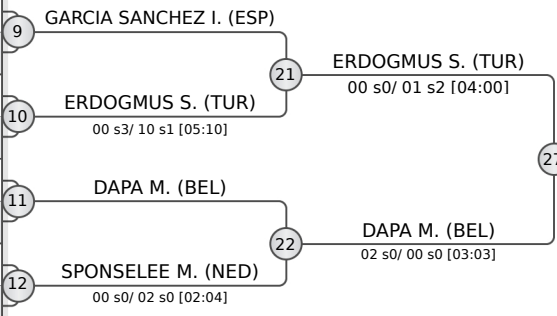 9
GARCIA SANCHEZ I. (ESP)
21
ERDOGMUS S. (TUR)
00 s0/ 01 s2 [04:00]
10
ERDOGMUS S. (TUR)
00 s3/ 10 s1 [05:10]
27
11
DAPA M. (BEL)
22
DAPA M. (BEL)
02 s0/ 00 s0 [03:03]
12
SPONSELEE M. (NED)
00 s0/ 02 s0 [02:04]